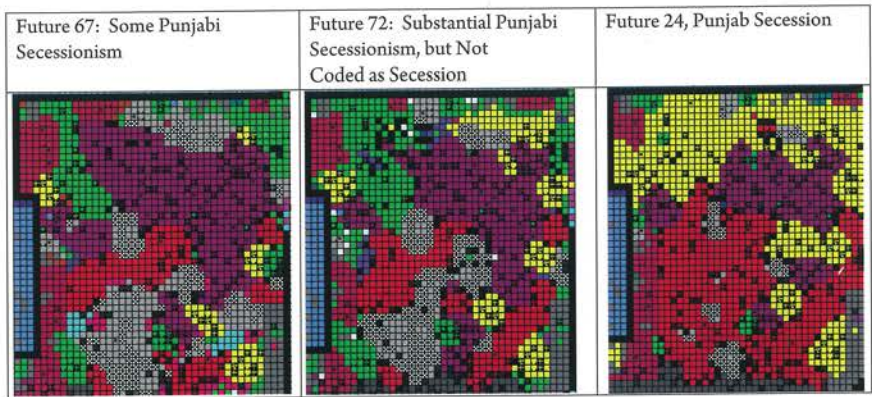 Future 67: Some Punjabi
Secessionism
Future 72: Substantial Punjabi
Secessionism, but Not
Coded as Secession
Future 24, Punjab Secession